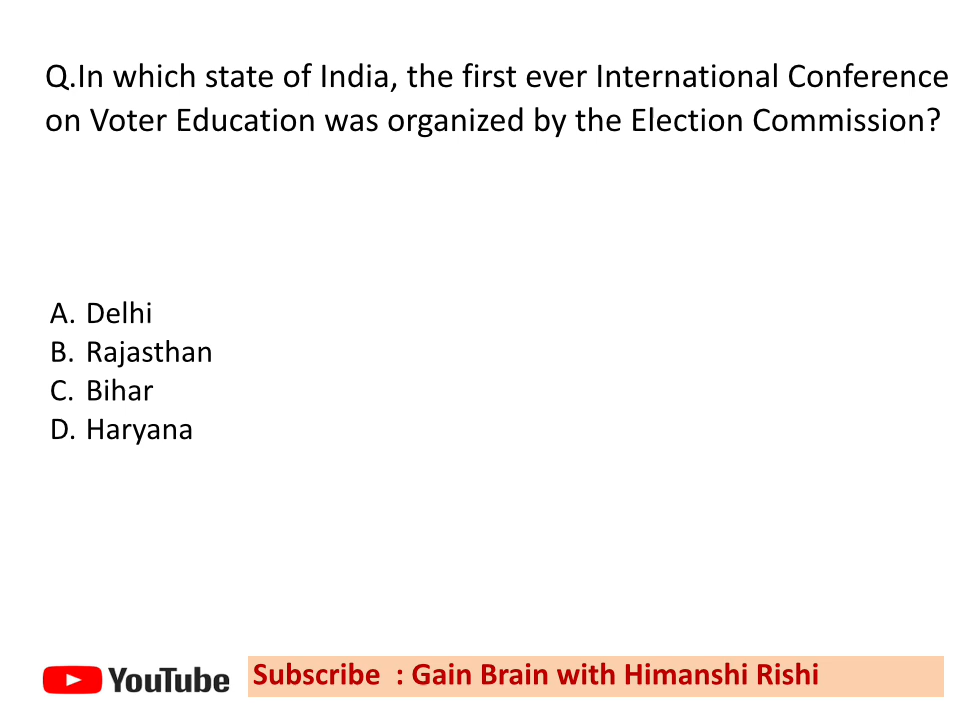 Q.In which state of India, the first ever International Conference
on Voter Education was organized by the Election Commission?
A. Delhi
B. Rajasthan
C. Bihar
D. Haryana
YouTube
Subscribe : Gain Brain with Himanshi Rishi